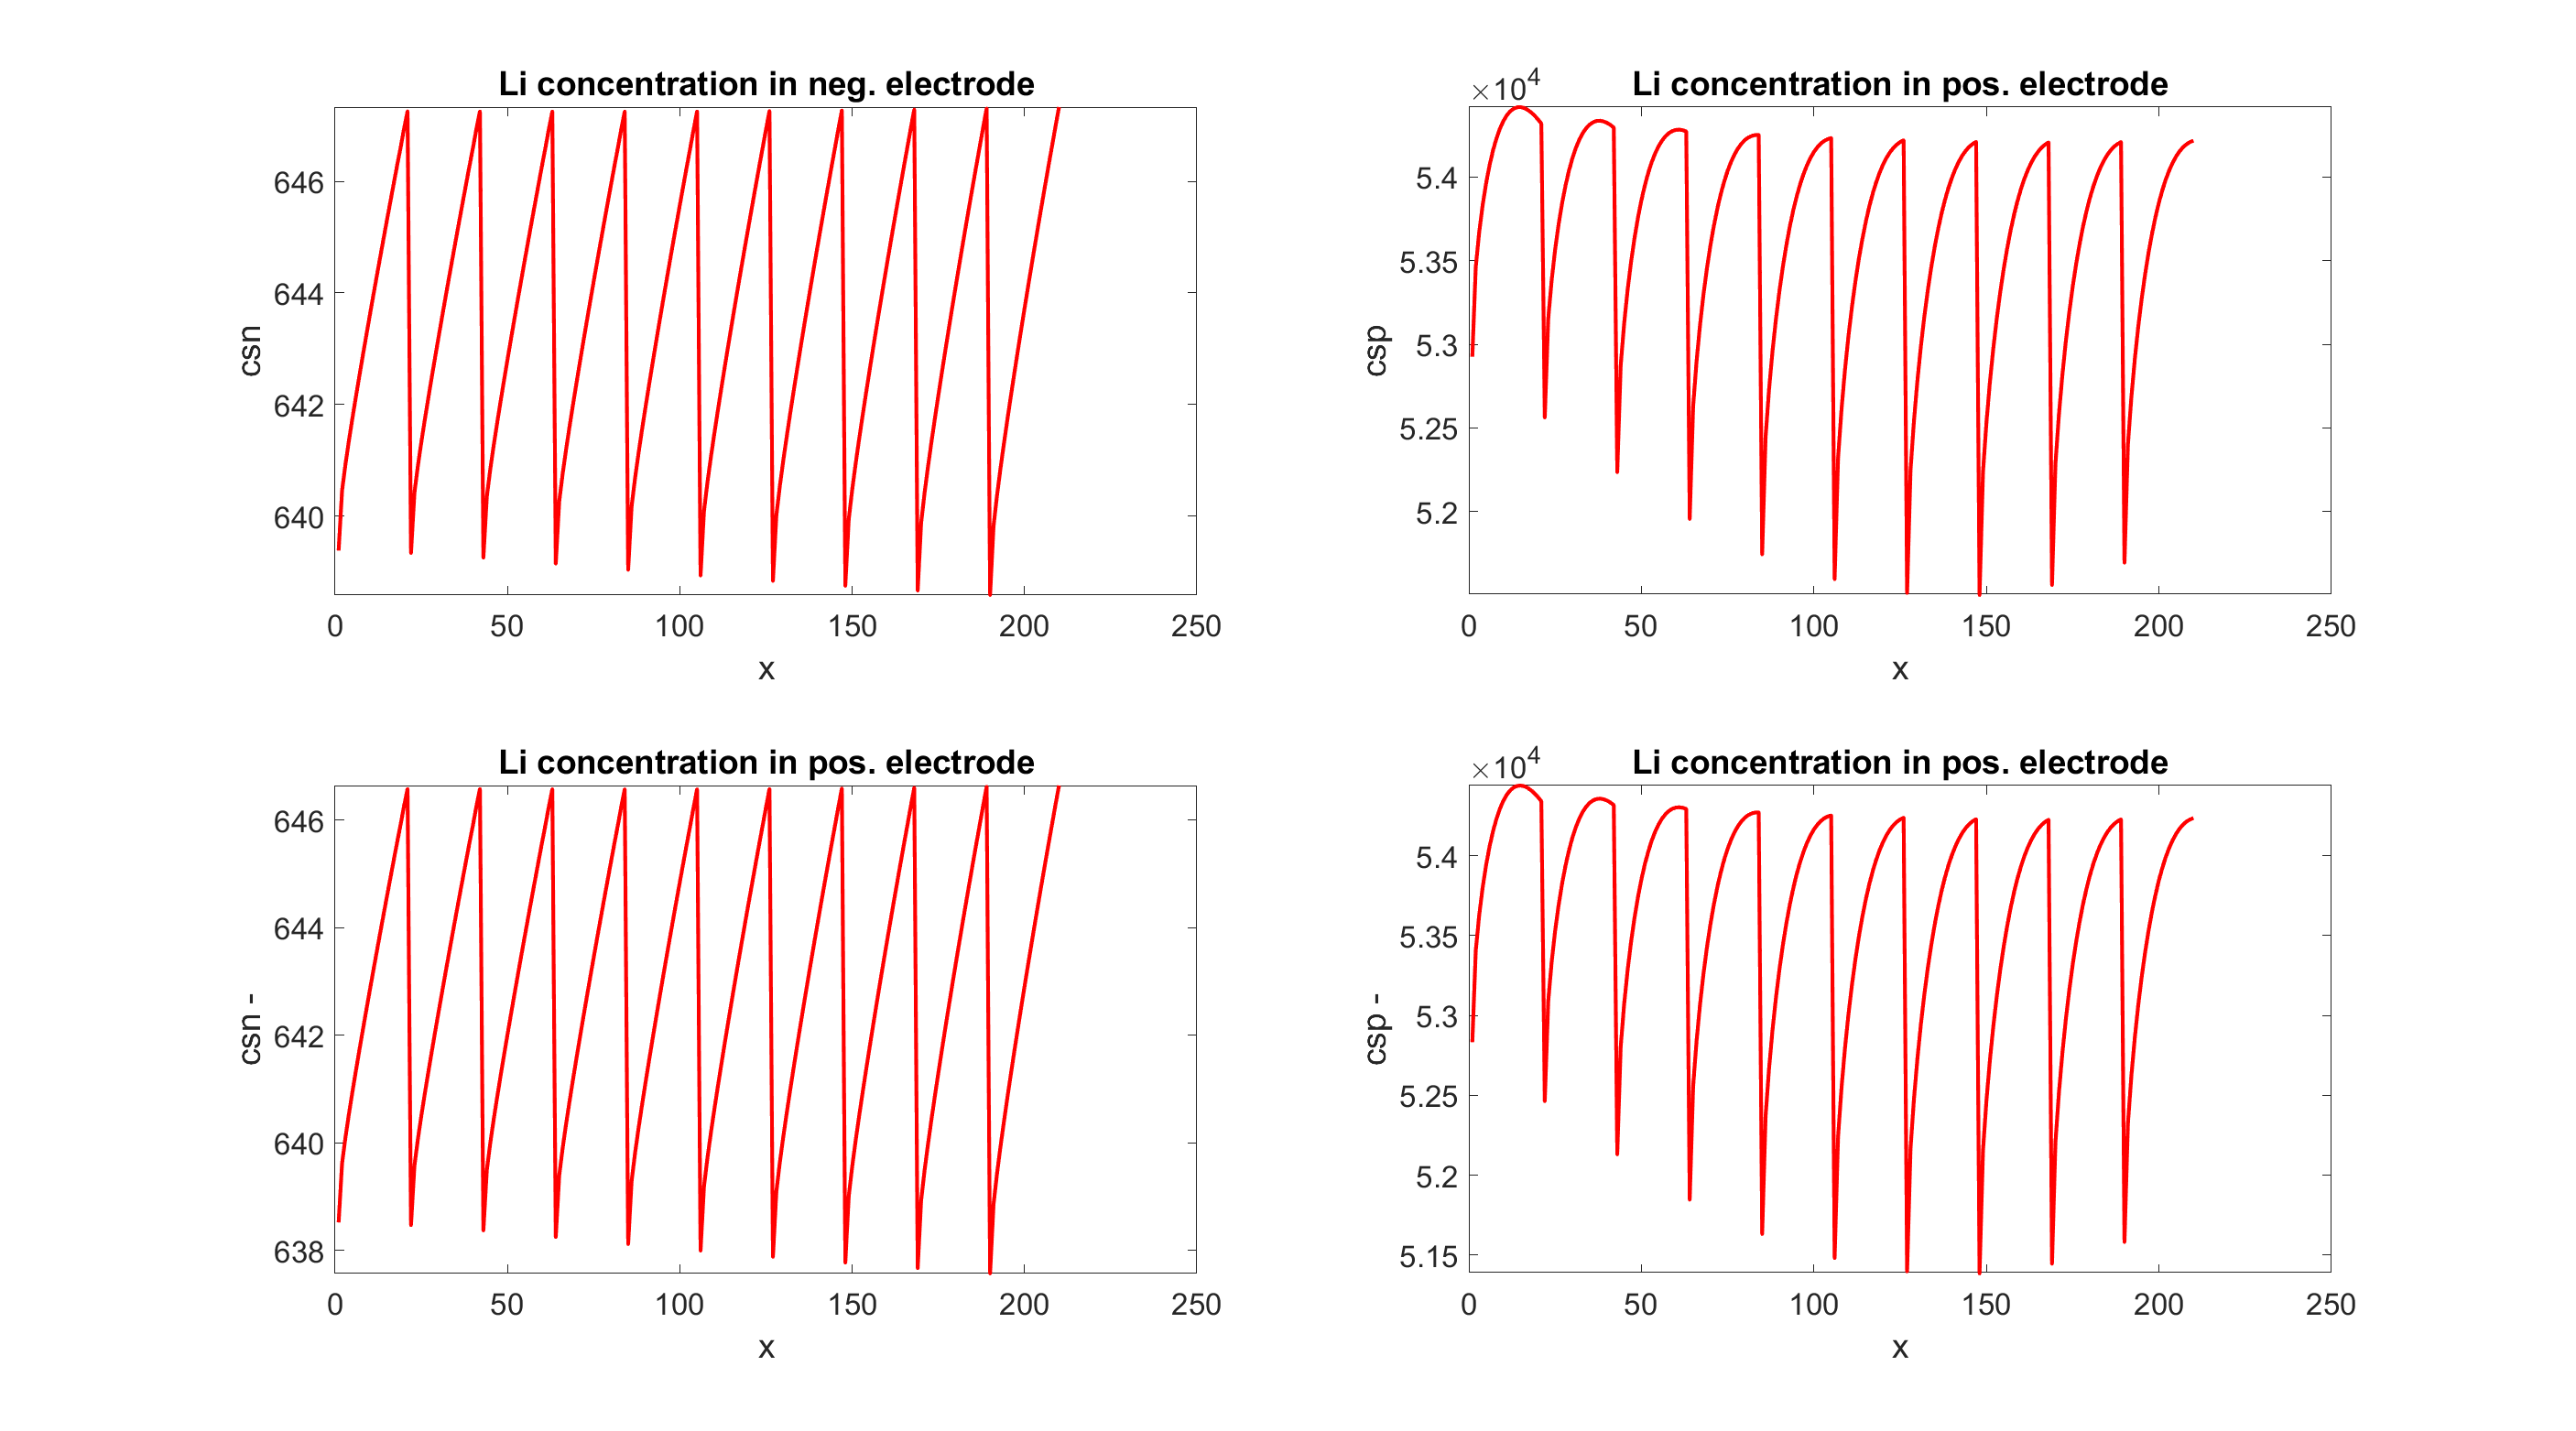 Li concentration in neg. electrode
646
644
642
640
csn
0 50 100 150 200 250
x
Li concentration in pos. electrode
×10^4
5.4
5.35
5.3
5.25
5.2
csp
0 50 100 150 200 250
x
Li concentration in pos. electrode
646
644
642
640
638
csn -
0 50 100 150 200 250
x
Li concentration in pos. electrode
×10^4
5.4
5.35
5.3
5.25
5.2
5.15
csp -
0 50 100 150 200 250
x